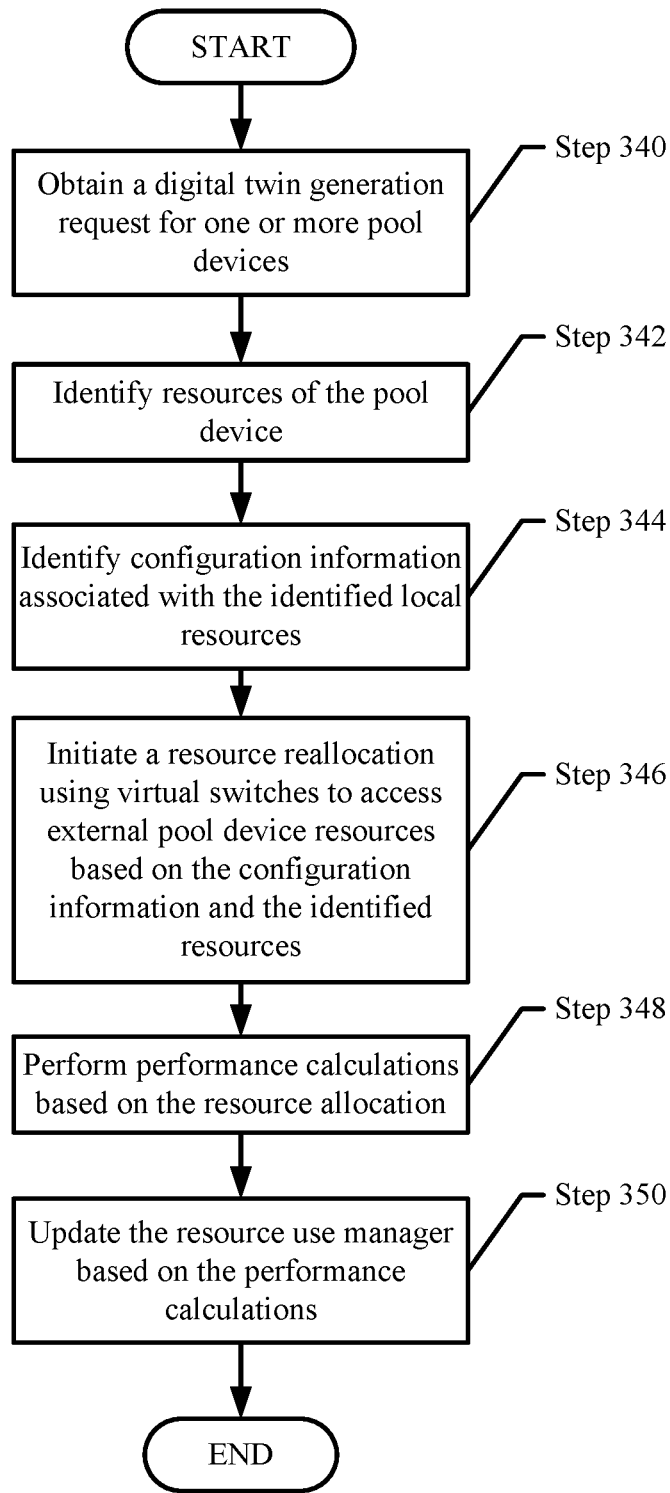 START
Step 340
Obtain a digital twin generation
request for one or more pool
devices
Step 342
Identify resources of the pool
device
Step 344
Identify configuration information
associated with the identified local
resources
Initiate a resource reallocation
using virtual switches to access
external pool device resources
based on the configuration
information and the identified
resources
Step 346
Step 348
Perform performance calculations
based on the resource allocation
Step 350
Update the resource use manager
based on the performance
calculations
END